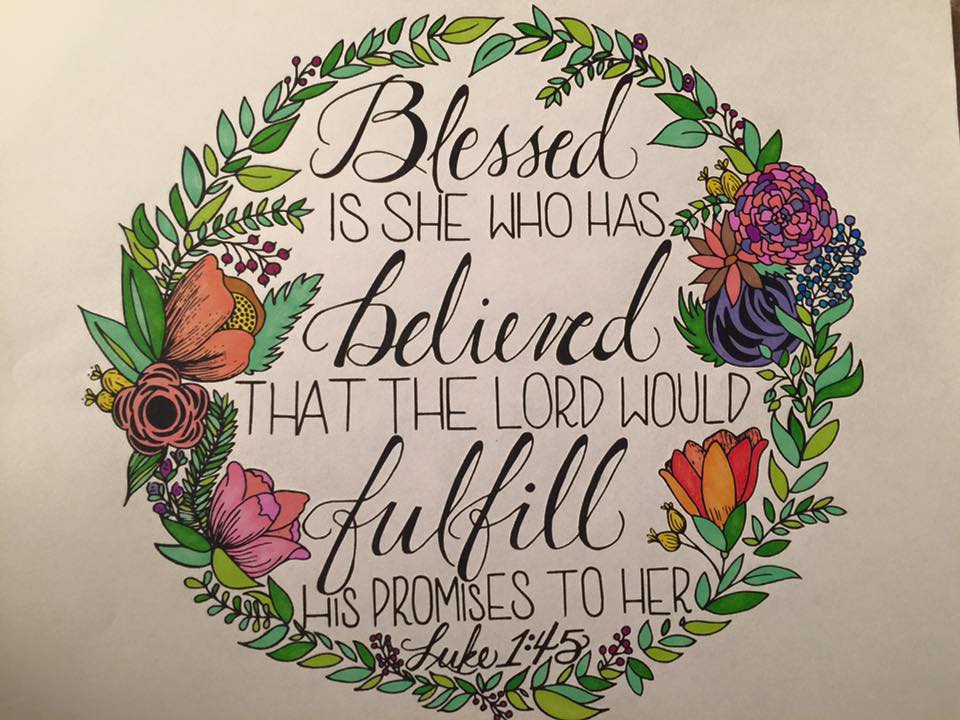 Blessed
IS SHE WHO HAS
believed
THAT THE LORD WOULD
fulfill
HIS PROMISES TO HER
Luke 1:45